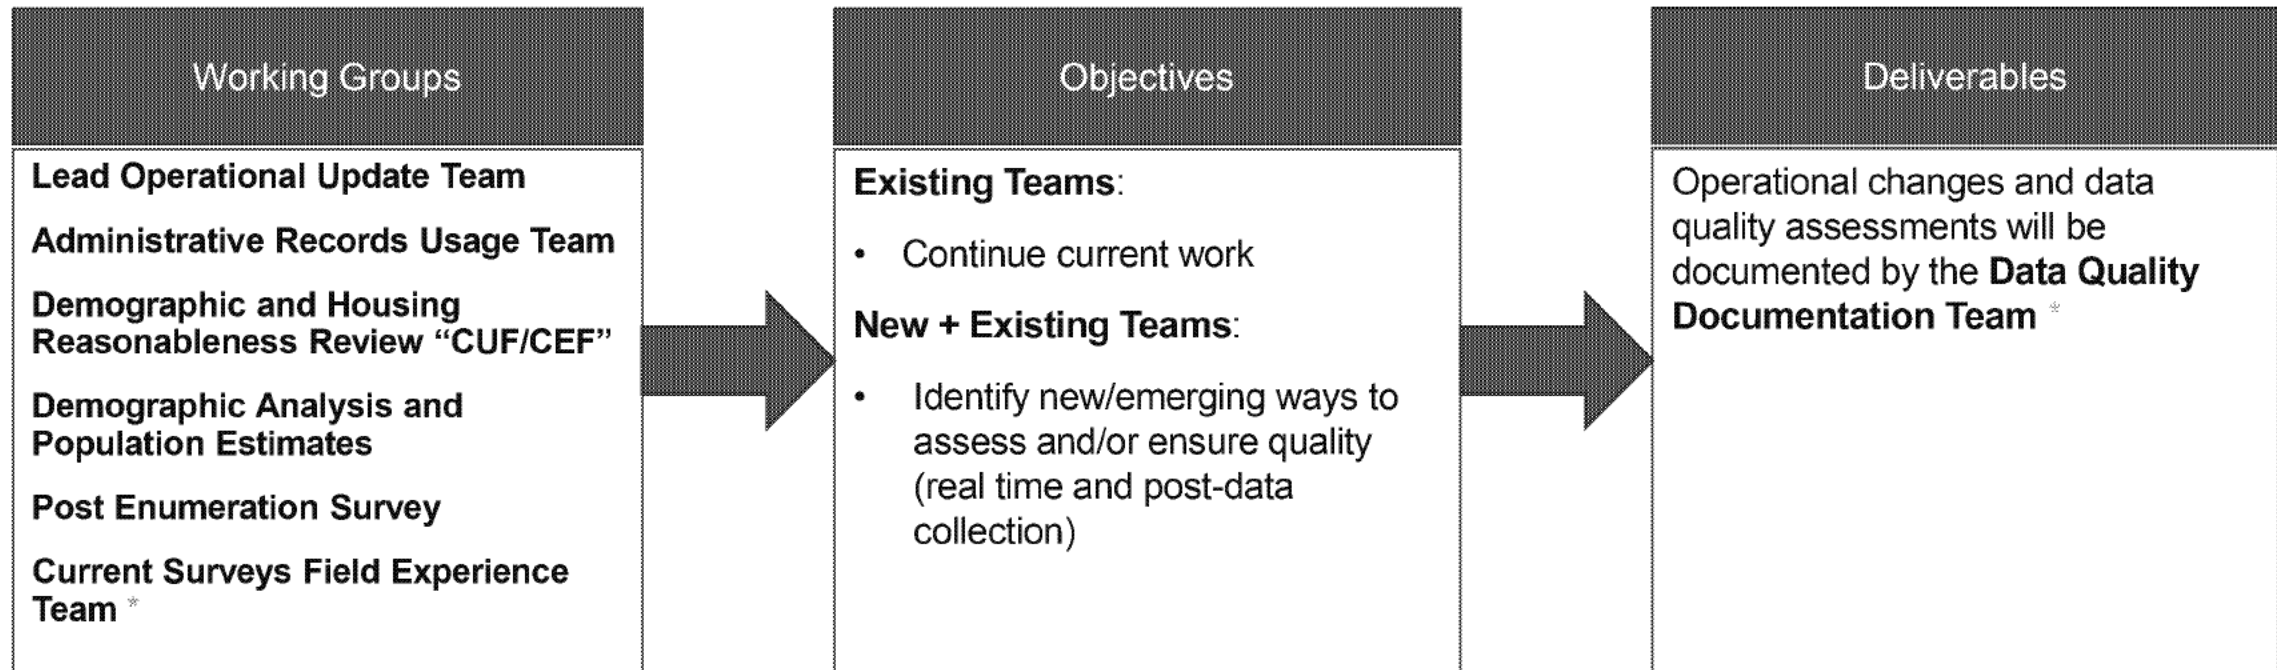 Working Groups
Lead Operational Update Team
Administrative Records Usage Team
Demographic and Housing
Reasonableness Review “CUF/CEF”
Demographic Analysis and
Population Estimates
Post Enumeration Survey
Current Surveys Field Experience
Team *
Objectives
Existing Teams:
• Continue current work
New + Existing Teams:
• Identify new/emerging ways to
assess and/or ensure quality
(real time and post-data
collection)
Deliverables
Operational changes and data
quality assessments will be
documented by the Data Quality
Documentation Team *